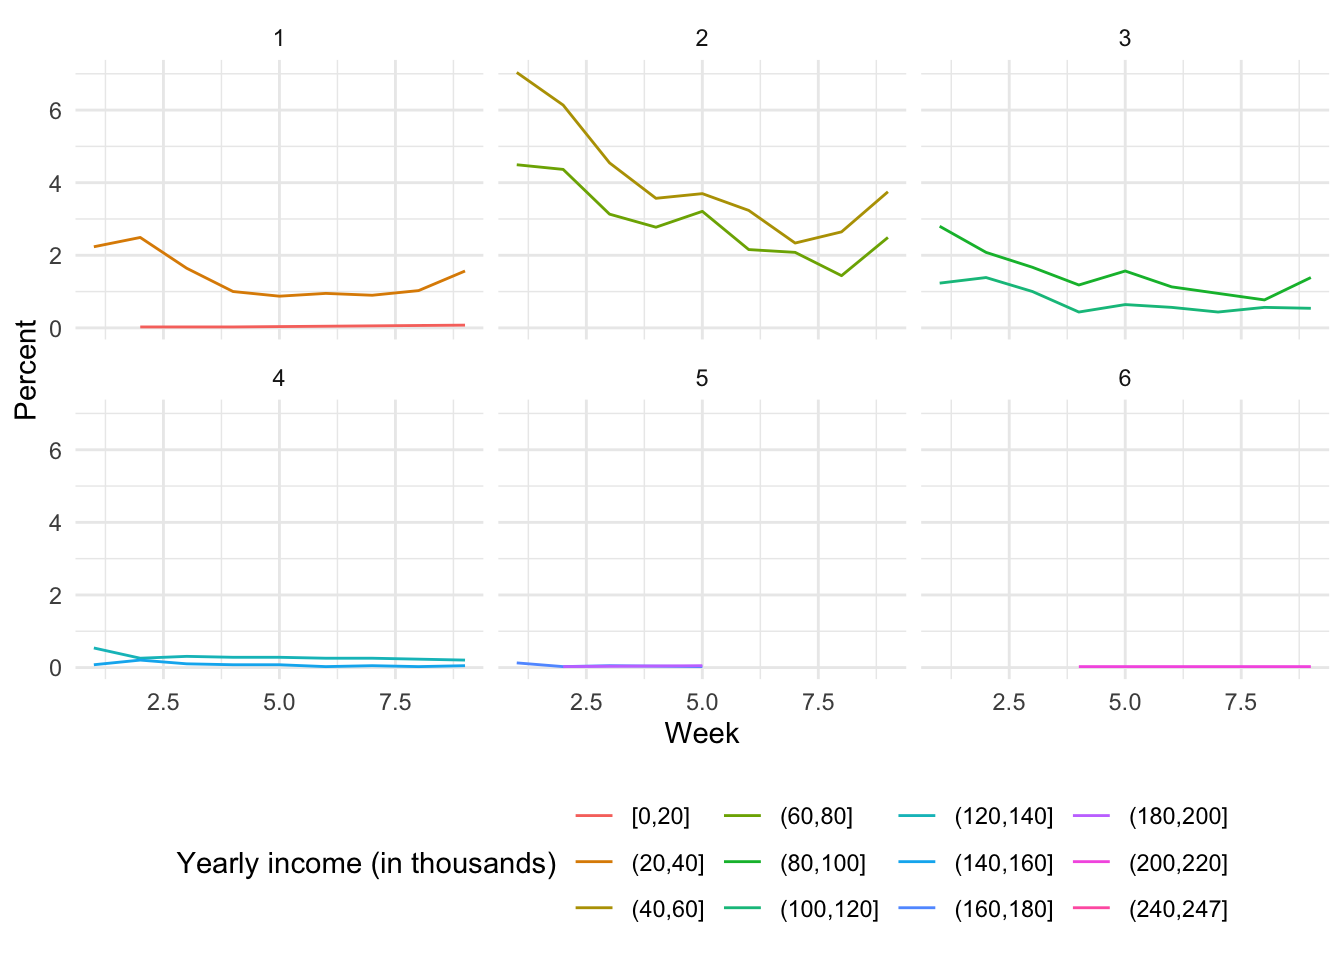 1 2 3
6
4
2
0
Percent
4 5 6
6
4
2
0
2.5 5.0 7.5 2.5 5.0 7.5 2.5 5.0 7.5
Week
Yearly income (in thousands)
[0,20] (60,80] (120,140] (180,200]
(20,40] (80,100] (140,160] (200,220]
(40,60] (100,120] (160,180] (240,247]